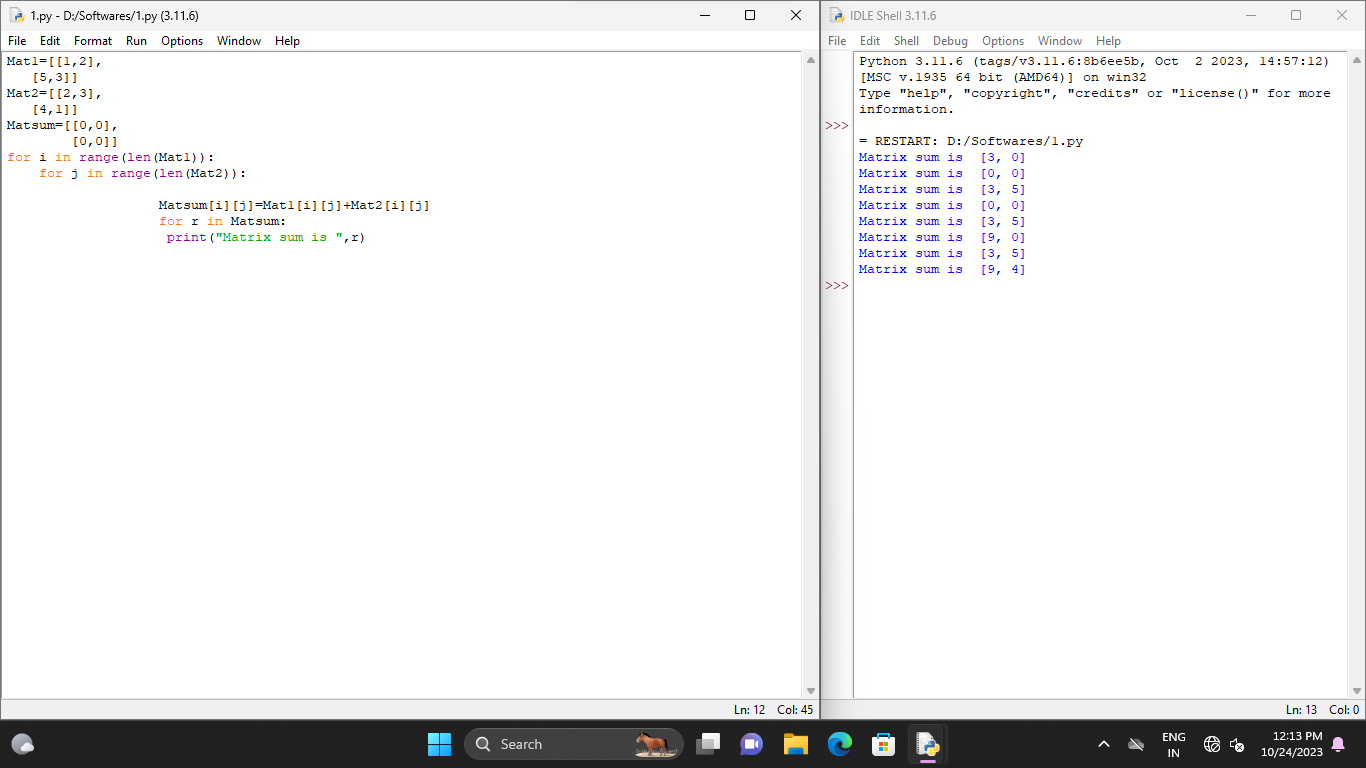 1.py - D:/Softwares/1.py (3.11.6)
File Edit Format Run Options Window Help
Mat1=[[1,2],
   [5,3]]
Mat2=[[2,3],
   [4,1]]
Matsum=[[0,0],
        [0,0]]
for i in range(len(Mat1)):
    for j in range(len(Mat2)):
                   Matsum[i][j]=Mat1[i][j]+Mat2[i][j]
                   for r in Matsum:
                    print("Matrix sum is ",r)
Ln: 12 Col: 45
IDLE Shell 3.11.6
File Edit Shell Debug Options Window Help
Python 3.11.6 (tags/v3.11.6:8b6ee5b, Oct  2 2023, 14:57:12)
[MSC v.1935 64 bit (AMD64)] on win32
Type "help", "copyright", "credits" or "license()" for more
information.
>>>
= RESTART: D:/Softwares/1.py
Matrix sum is  [3, 0]
Matrix sum is  [0, 0]
Matrix sum is  [3, 5]
Matrix sum is  [0, 0]
Matrix sum is  [3, 5]
Matrix sum is  [9, 0]
Matrix sum is  [3, 5]
Matrix sum is  [9, 4]
>>>
Ln: 13 Col: 0
Search
ENG
IN
12:13 PM
10/24/2023